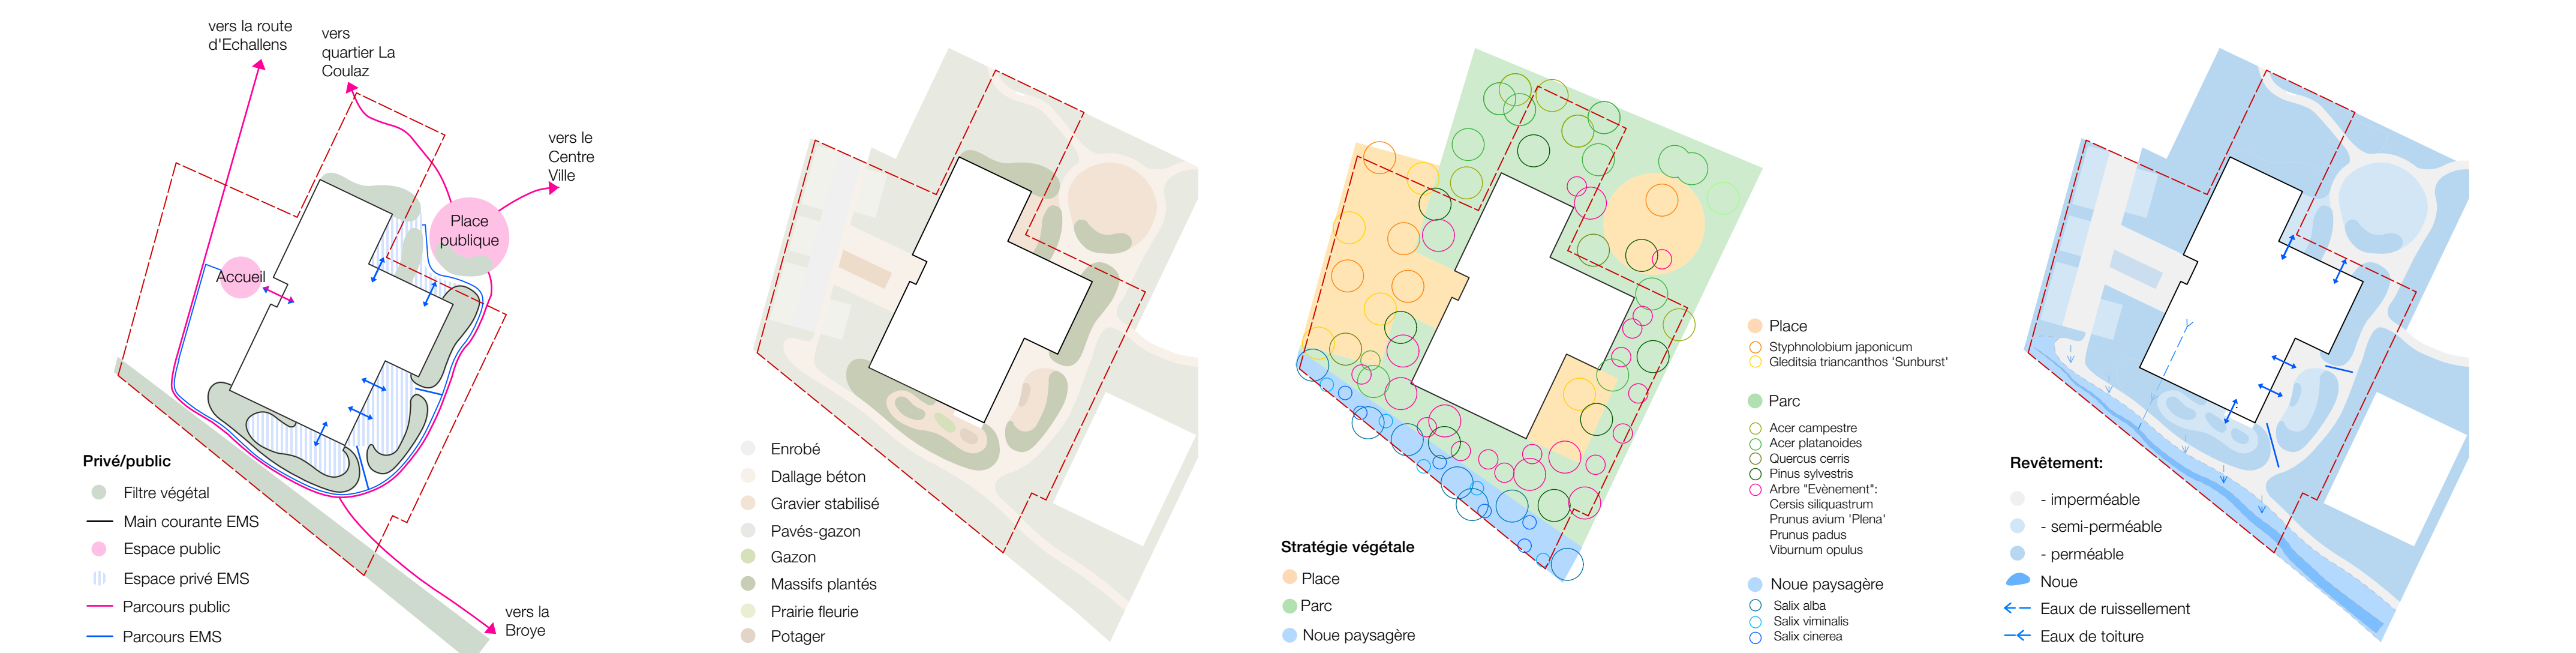 vers la route
d'Echallens
vers
quartier La
Coulaz
vers le
Centre
Ville
Place
publique
Accueil
vers la
Broye
Privé/public
Filtre végétal
Main courante EMS
Espace public
Espace privé EMS
Parcours public
Parcours EMS
Enrobé
Dallage béton
Gravier stabilisé
Pavés-gazon
Gazon
Massifs plantés
Prairie fleurie
Potager
Stratégie végétale
Place
Parc
Noue paysagère
Place
Styphnolobium japonicum
Gleditsia triancanthos 'Sunburst'
Parc
Acer campestre
Acer platanoides
Quercus cerris
Pinus sylvestris
Arbre "Evènement":
Cersis siliquastrum
Prunus avium 'Plena'
Prunus padus
Viburnum opulus
Noue paysagère
Salix alba
Salix viminalis
Salix cinerea
Revêtement:
- imperméable
- semi-perméable
- perméable
Noue
Eaux de ruissellement
Eaux de toiture